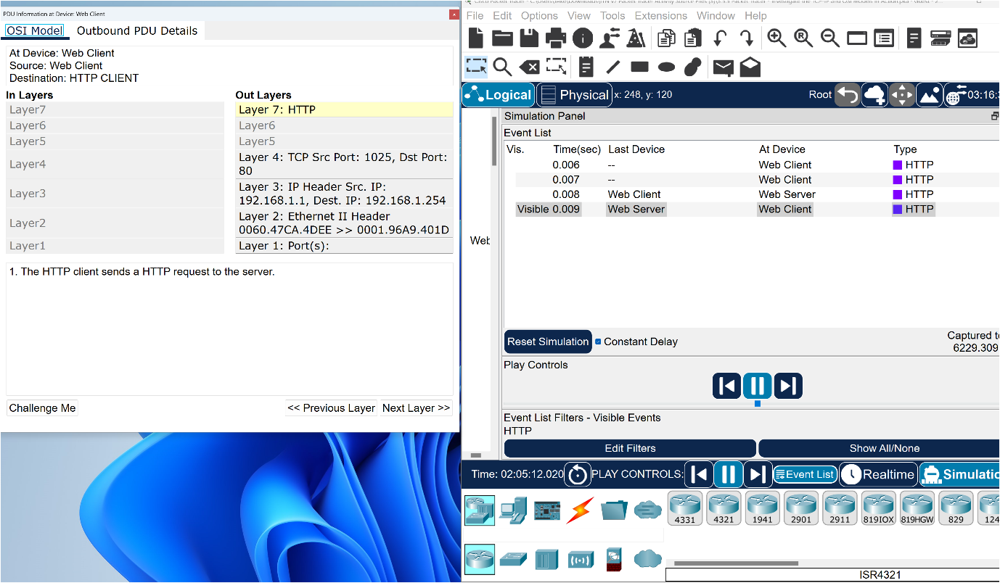 PDU Information at Device: Web Client
OSI Model
Outbound PDU Details
At Device: Web Client
Source: Web Client
Destination: HTTP CLIENT
In Layers
Layer7
Layer6
Layer5
Layer4
Layer3
Layer2
Layer1
Out Layers
Layer 7: HTTP
Layer6
Layer5
Layer 4: TCP Src Port: 1025, Dst Port:
80
Layer 3: IP Header Src. IP:
192.168.1.1, Dest. IP: 192.168.1.254
Layer 2: Ethernet II Header
0060.47CA.4DEE >> 0001.96A9.401D
Layer 1: Port(s):
1. The HTTP client sends a HTTP request to the server.
Challenge Me
<< Previous Layer
Next Layer >>
File Edit Options View Tools Extensions Window Help
Logical
Physical
x: 248, y: 120
Root
03:16:
Simulation Panel
Event List
Vis. Time(sec) Last Device At Device Type
0.006 -- Web Client HTTP
0.007 -- Web Client HTTP
0.008 Web Client Web Server HTTP
Visible 0.009 Web Server Web Client HTTP
Web
Reset Simulation
Constant Delay
Captured to
6229.309
Play Controls
Event List Filters - Visible Events
HTTP
Edit Filters
Show All/None
Time: 02:05:12.020
PLAY CONTROLS:
Event List
Realtime
Simulatio
4331 4321 1941 2901 2911 819IOX 819HGW 829 124
ISR4321